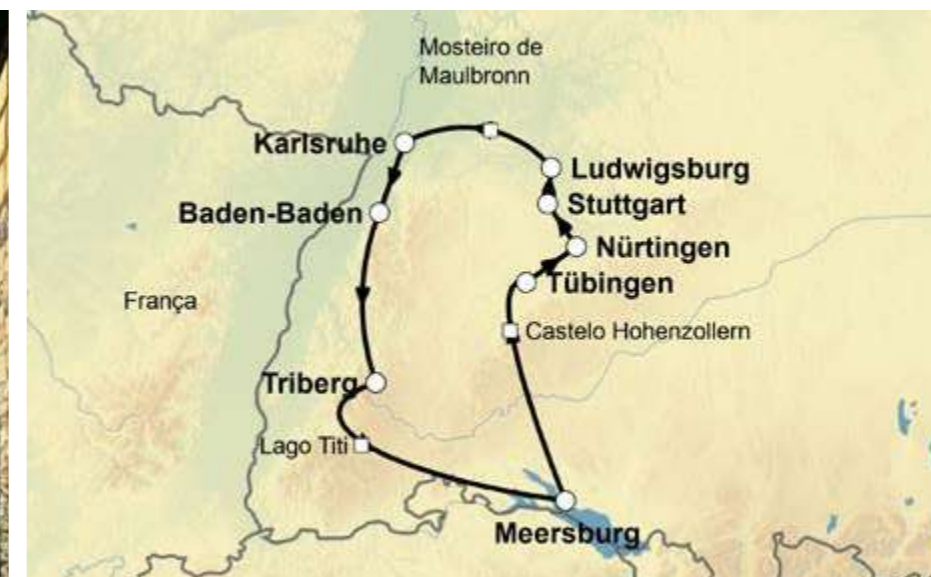 Mosteiro de
Maulbronn
Karlsruhe
Ludwigsburg
Stuttgart
Baden-Baden
Nürtingen
Tübingen
França
Castelo Hohenzollern
Triberg
Lago Titi
Meersburg